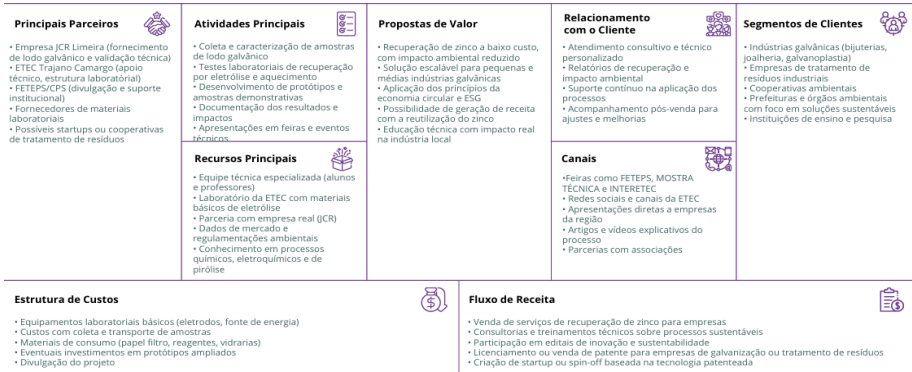 Principais Parceiros
• Empresa JCR Limeira (fornecimento
de lodo galvânico e validação técnica)
• ETEC Trajano Camargo (apoio
técnico, estrutura laboratorial)
• FETEPS/CPS (divulgação e suporte
institucional)
• Fornecedores de materiais
laboratoriais
• Possíveis startups ou cooperativas
de tratamento de resíduos
Atividades Principais
• Coleta e caracterização de amostras
de lodo galvânico
• Testes laboratoriais de recuperação
por eletrólise e aquecimento
• Desenvolvimento de protótipos e
amostras demonstrativas
• Documentação dos resultados e
impactos
• Apresentações em feiras e eventos
técnicos
Recursos Principais
• Equipe técnica especializada (alunos
e professores)
• Laboratório da ETEC com materiais
básicos de eletrólise
• Parceria com empresa real (JCR)
• Dados de mercado e
regulamentações ambientais
• Conhecimento em processos
químicos, eletroquímicos e de
pirólise
Propostas de Valor
• Recuperação de zinco a baixo custo,
com impacto ambiental reduzido
• Solução escalável para pequenas e
médias indústrias galvânicas
• Aplicação dos princípios da
economia circular e ESG
• Possibilidade de geração de receita
com a reutilização do zinco
• Educação técnica com impacto real
na indústria local
Relacionamento
com o Cliente
• Atendimento consultivo e técnico
personalizado
• Relatórios de recuperação e
impacto ambiental
• Suporte contínuo na aplicação dos
processos
• Acompanhamento pós-venda para
ajustes e melhorias
Canais
•Feiras como FETEPS, MOSTRA
TÉCNICA e INTERETEC
• Redes sociais e canais da ETEC
• Apresentações diretas a empresas
da região
• Artigos e vídeos explicativos do
processo
• Parcerias com associações
Segmentos de Clientes
• Indústrias galvânicas (bijuterias,
joalheria, galvanoplastia)
• Empresas de tratamento de
resíduos industriais
• Cooperativas ambientais
• Prefeituras e órgãos ambientais
com foco em soluções sustentáveis
• Instituições de ensino e pesquisa
Estrutura de Custos
• Equipamentos laboratoriais básicos (eletrodos, fonte de energia)
• Custos com coleta e transporte de amostras
• Materiais de consumo (papel filtro, reagentes, vidrarias)
• Eventuais investimentos em protótipos ampliados
• Divulgação do projeto
Fluxo de Receita
• Venda de serviços de recuperação de zinco para empresas
• Consultorias e treinamentos técnicos sobre processos sustentáveis
• Participação em editais de inovação e sustentabilidade
• Licenciamento ou venda de patente para empresas de galvanização ou tratamento de resíduos
• Criação de startup ou spin-off baseada na tecnologia patenteada